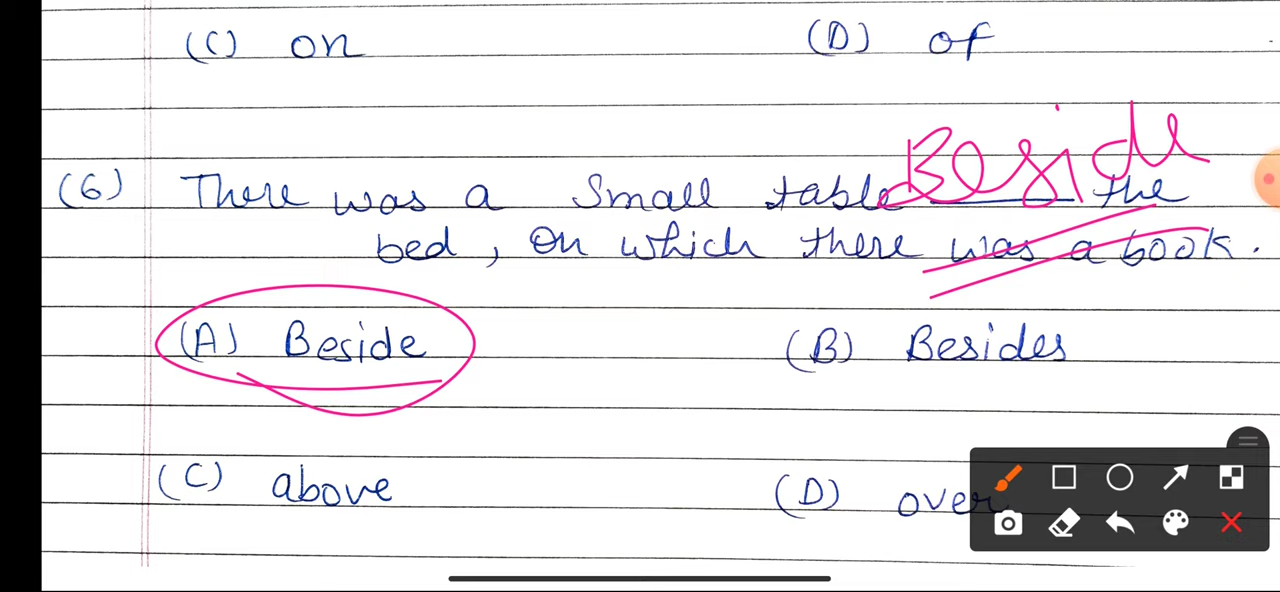 (C) on (D) of
Beside
(6) There was a small table ______ the
bed, on which there was a book.
(A) Beside (B) Besides
(C) above (D) over